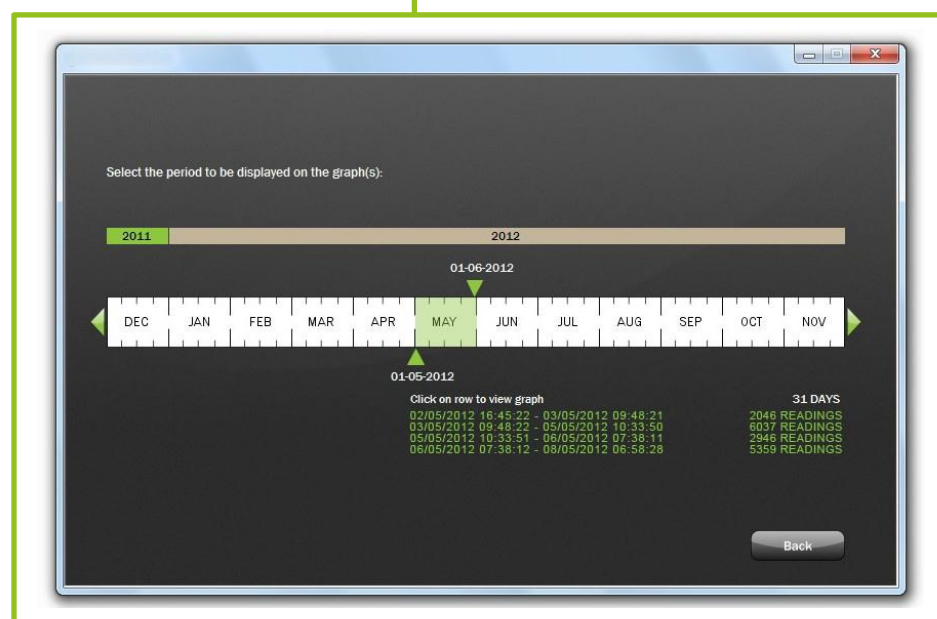 Select the period to be displayed on the graph(s):
2011 2012
01-06-2012
DEC JAN FEB MAR APR MAY JUN JUL AUG SEP OCT NOV
01-05-2012
Click on row to view graph 31 DAYS
02/05/2012 16:45:22 - 03/05/2012 09:48:21 2046 READINGS
03/05/2012 09:48:22 - 05/05/2012 10:33:50 6037 READINGS
05/05/2012 10:33:51 - 06/05/2012 07:38:11 2946 READINGS
06/05/2012 07:38:12 - 08/05/2012 06:58:28 5359 READINGS
Back